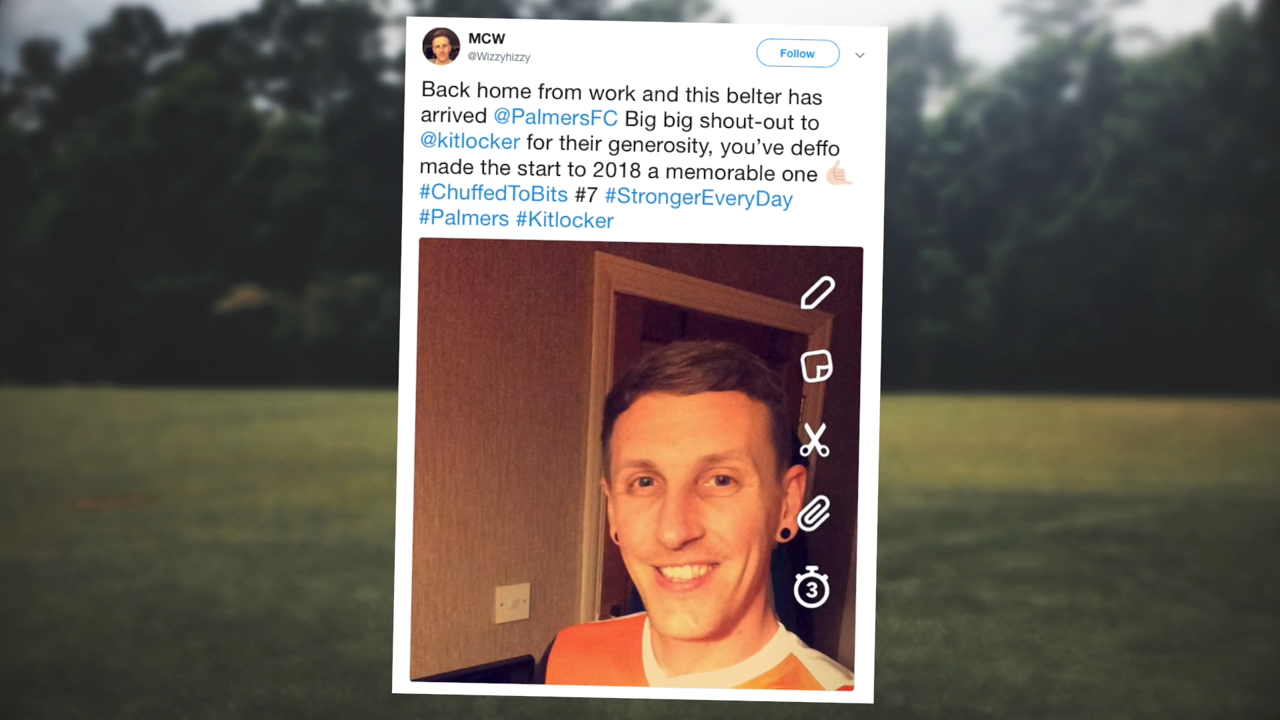 MCW
@Wizzyhizzy
Follow
Back home from work and this belter has
arrived @PalmersFC Big big shout-out to
@kitlocker for their generosity, you’ve deffo
made the start to 2018 a memorable one 🤙🏻
#ChuffedToBits #7 #StrongerEveryDay
#Palmers #Kitlocker
3